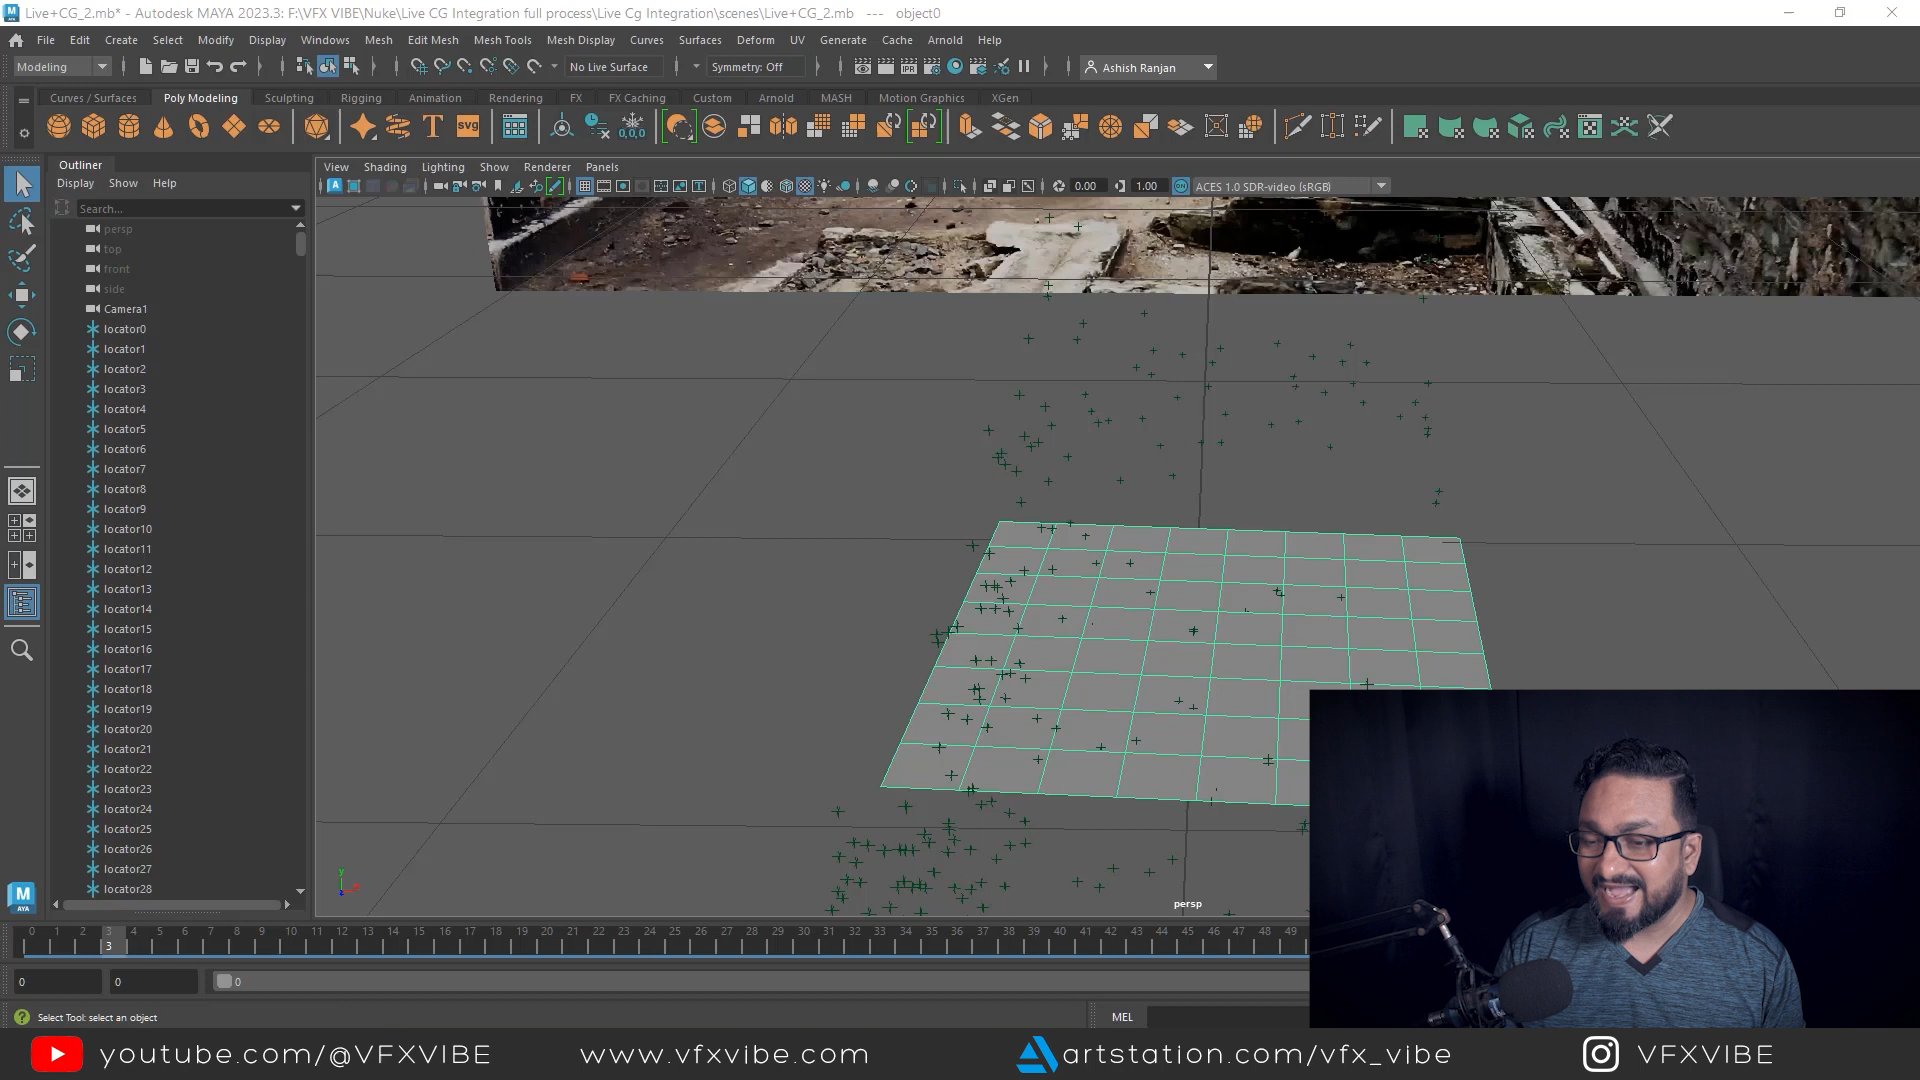 Live+CG_2.mb* - Autodesk MAYA 2023.3: F:\VFX VIBE\Nuke\Live CG Integration full process\Live Cg Integration\scenes\Live+CG_2.mb --- object0
File Edit Create Select Modify Display Windows Mesh Edit Mesh Mesh Tools Mesh Display Curves Surfaces Deform UV Generate Cache Arnold Help
Modeling No Live Surface Symmetry: Off IPR Ashish Ranjan
Curves / Surfaces Poly Modeling Sculpting Rigging Animation Rendering FX FX Caching Custom Arnold MASH Motion Graphics XGen
T SVG 0,0,0
Outliner
Display Show Help
Search...
View Shading Lighting Show Renderer Panels
0.00 1.00 ON ACES 1.0 SDR-video (sRGB)
persp
top
front
side
Camera1
locator0
locator1
locator2
locator3
locator4
locator5
locator6
locator7
locator8
locator9
locator10
locator11
locator12
locator13
locator14
locator15
locator16
locator17
locator18
locator19
locator20
locator21
locator22
locator23
locator24
locator25
locator26
locator27
locator28
M
AYA
y
persp
0 1 2 3 4 5 6 7 8 9 10 11 12 13 14 15 16 17 18 19 20 21 22 23 24 25 26 27 28 29 30 31 32 33 34 35 36 37 38 39 40 41 42 43 44 45 46 47 48 49
3
0 0 0
Select Tool: select an object MEL
youtube.com/@VFXVIBE www.vfxvibe.com artstation.com/vfx_vibe VFXVIBE